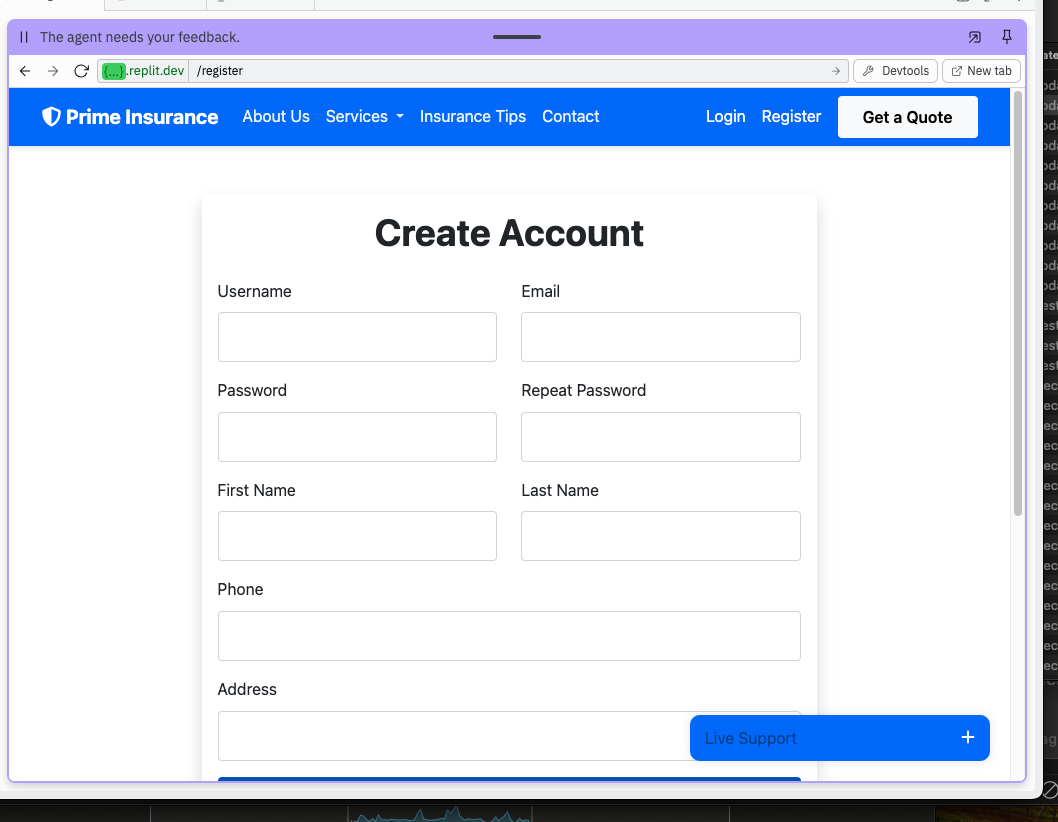 The agent needs your feedback.
{...}.replit.dev /register
Devtools
New tab
Prime Insurance About Us Services Insurance Tips Contact Login Register Get a Quote
Create Account
Username Email
Password Repeat Password
First Name Last Name
Phone
Address
Live Support